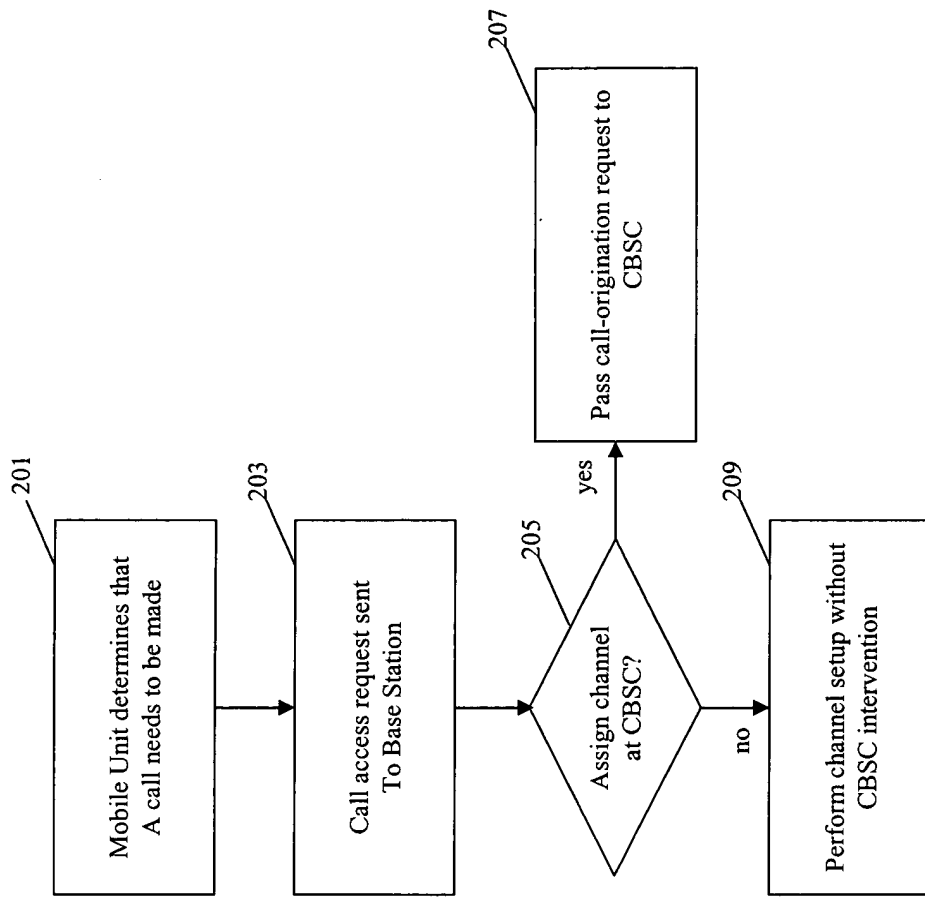 201
Mobile Unit determines that
A call needs to be made
203
Call access request sent
To Base Station
205
Assign channel
at CBSC?
yes
207
Pass call-origination request to
CBSC
no
209
Perform channel setup without
CBSC intervention